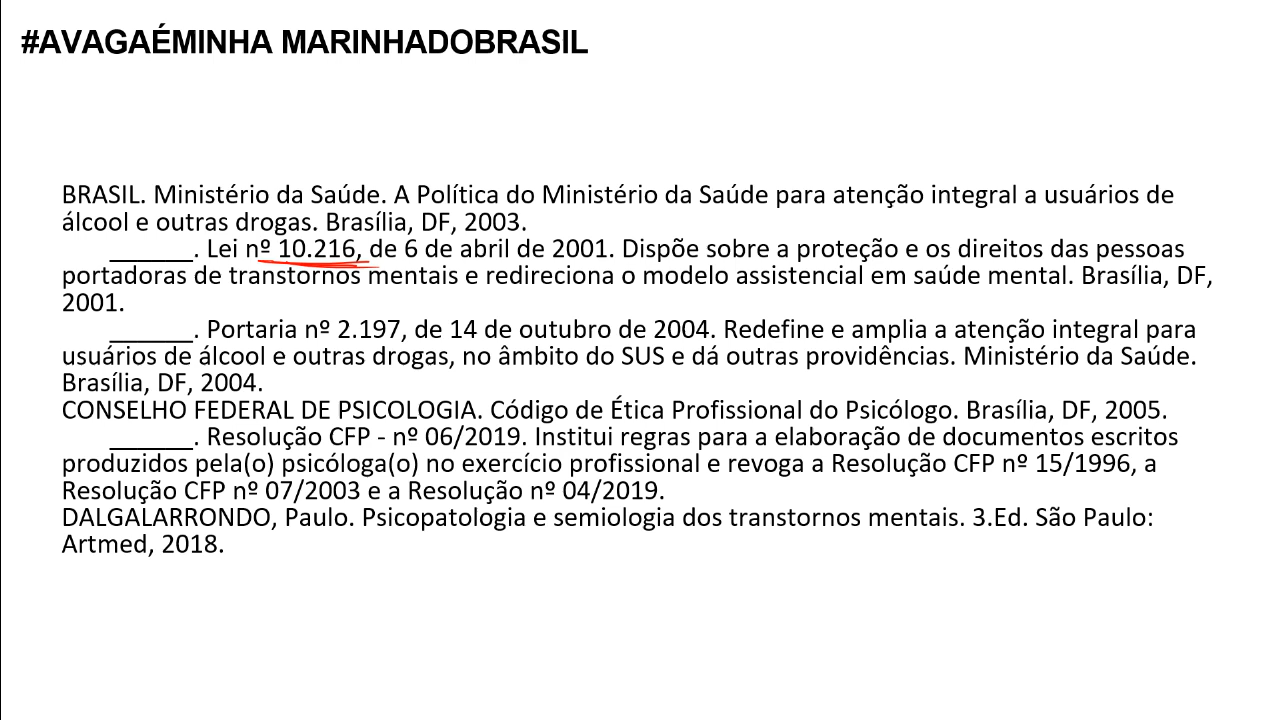 #AVAGAÉMINHA MARINHADOBRASIL
BRASIL. Ministério da Saúde. A Política do Ministério da Saúde para atenção integral a usuários de
álcool e outras drogas. Brasília, DF, 2003.
______. Lei nº 10.216, de 6 de abril de 2001. Dispõe sobre a proteção e os direitos das pessoas
portadoras de transtornos mentais e redireciona o modelo assistencial em saúde mental. Brasília, DF,
2001.
______. Portaria nº 2.197, de 14 de outubro de 2004. Redefine e amplia a atenção integral para
usuários de álcool e outras drogas, no âmbito do SUS e dá outras providências. Ministério da Saúde.
Brasília, DF, 2004.
CONSELHO FEDERAL DE PSICOLOGIA. Código de Ética Profissional do Psicólogo. Brasília, DF, 2005.
______. Resolução CFP - nº 06/2019. Institui regras para a elaboração de documentos escritos
produzidos pela(o) psicóloga(o) no exercício profissional e revoga a Resolução CFP nº 15/1996, a
Resolução CFP nº 07/2003 e a Resolução nº 04/2019.
DALGALARRONDO, Paulo. Psicopatologia e semiologia dos transtornos mentais. 3.Ed. São Paulo:
Artmed, 2018.